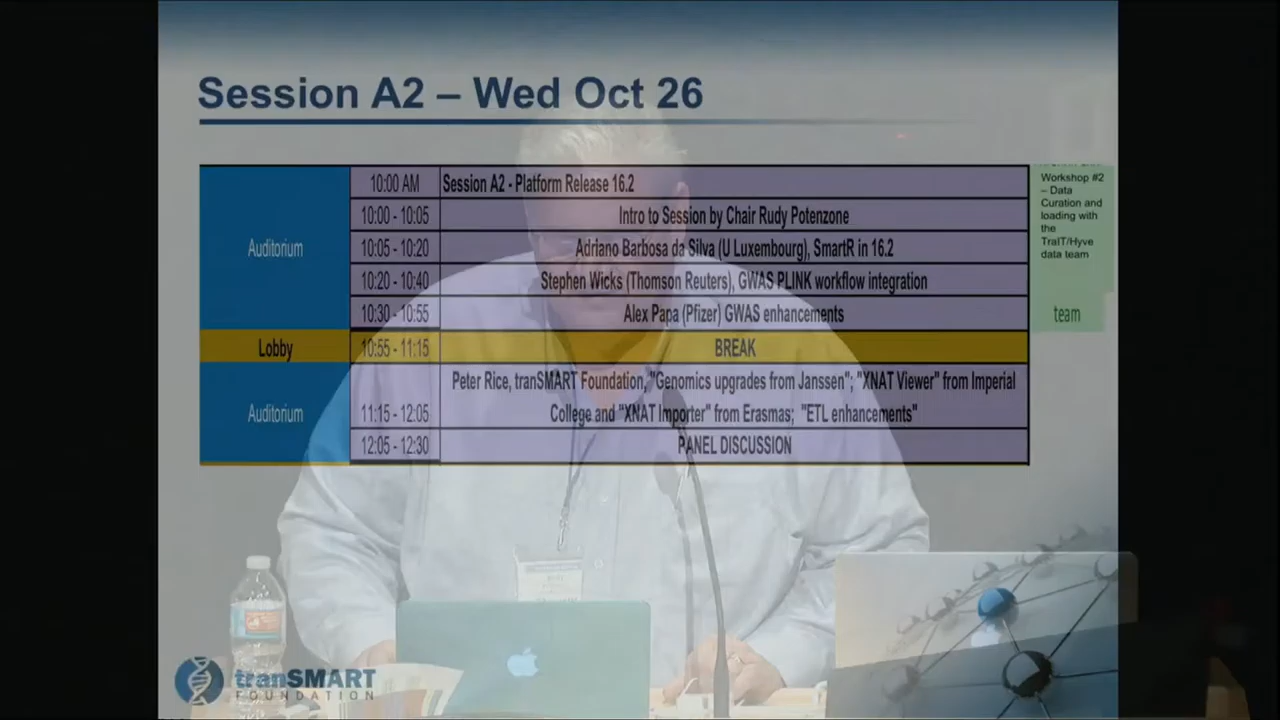 Session A2 – Wed Oct 26
10:00 AM Session A2 - Platform Release 16.2
10:00 - 10:05 Intro to Session by Chair Rudy Potenzone
Auditorium
10:05 - 10:20 Adriano Barbosa da Silva (U Luxembourg), SmartR in 16.2
10:20 - 10:40 Stephen Wicks (Thomson Reuters), GWAS PLINK workflow integration
10:30 - 10:55 Alex Papa (Pfizer) GWAS enhancements
Lobby 10:55 - 11:15 BREAK
Auditorium
11:15 - 12:05 Peter Rice, tranSMART Foundation, "Genomics upgrades from Janssen"; "XNAT Viewer" from Imperial
College and "XNAT Importer" from Erasmas; "ETL enhancements"
12:05 - 12:30 PANEL DISCUSSION
Workshop #2
– Data
Curation and
loading with
the
TraIT/Hyve
data team
team
tranSMART
FOUNDATION